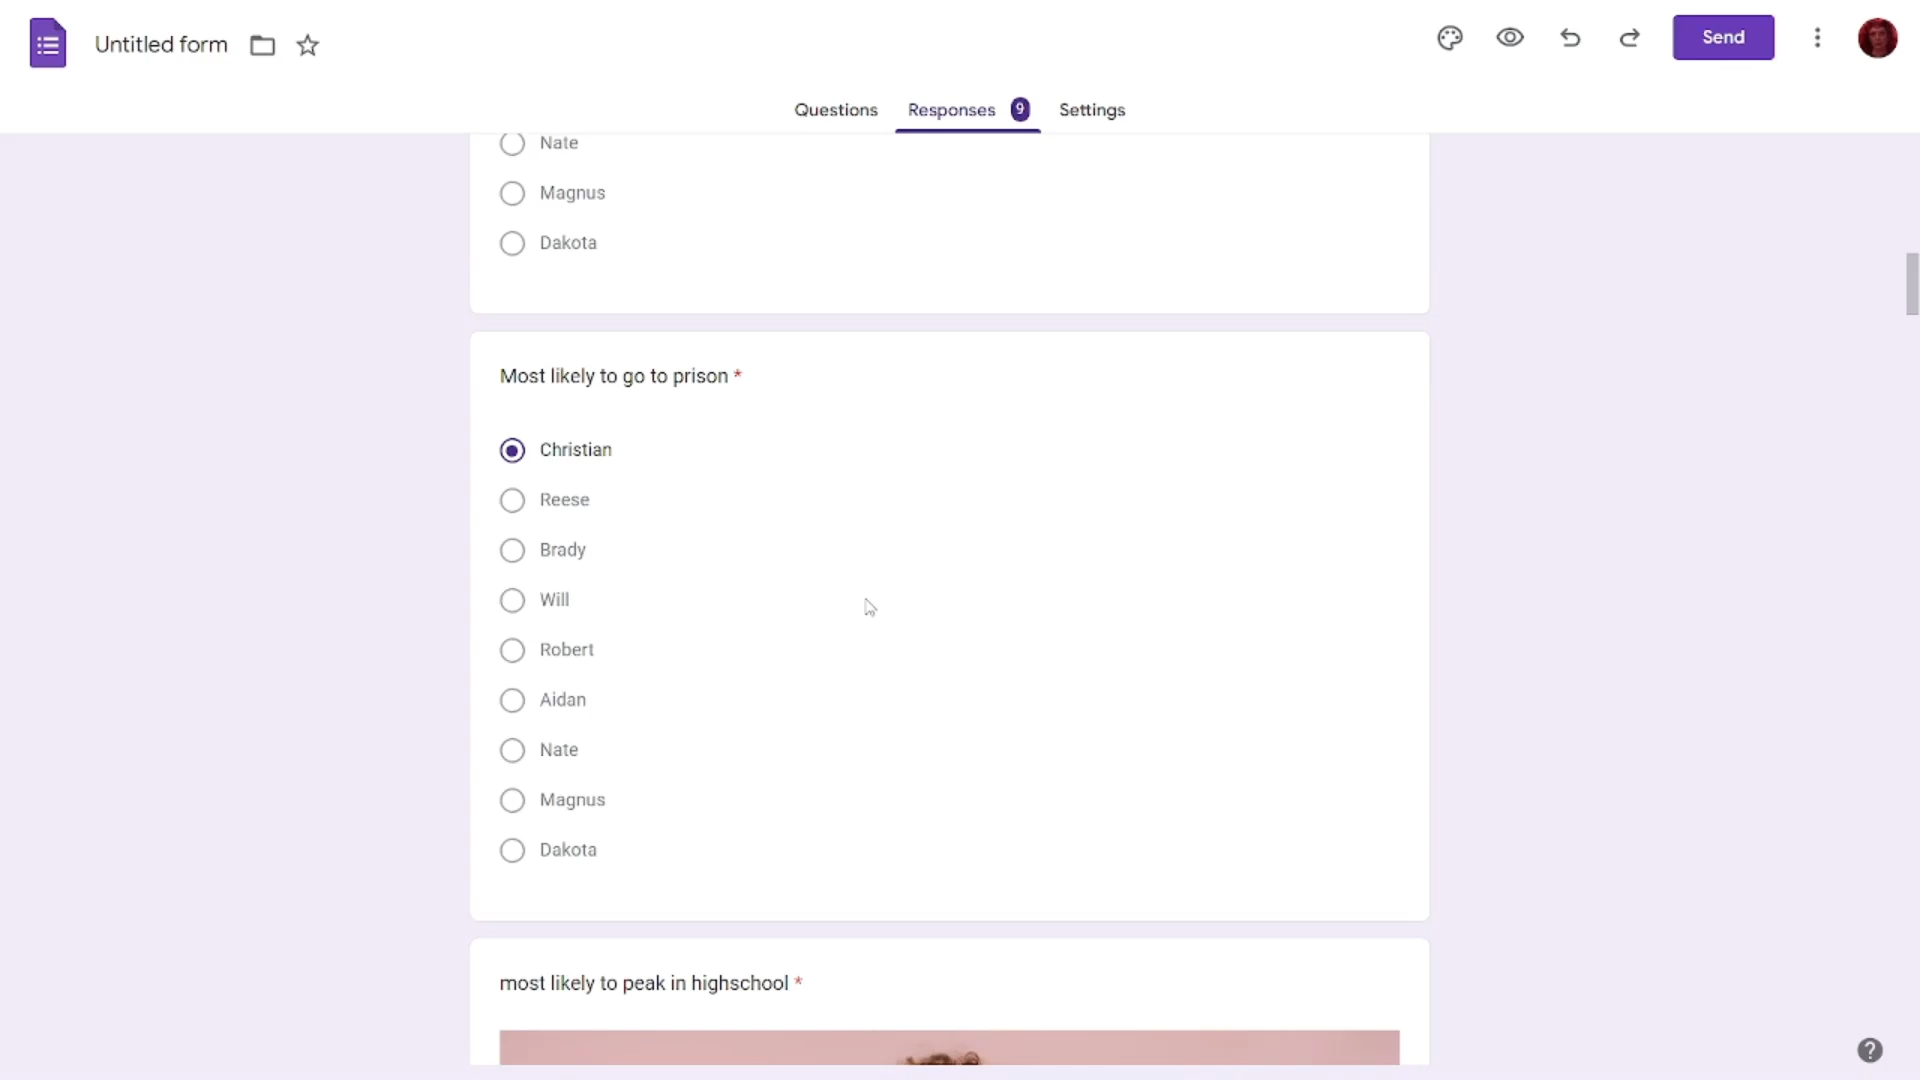 Untitled form
Send
Questions
Responses 9
Settings
Nate
Magnus
Dakota
Most likely to go to prison *
Christian
Reese
Brady
Will
Robert
Aidan
Nate
Magnus
Dakota
most likely to peak in highschool *
?